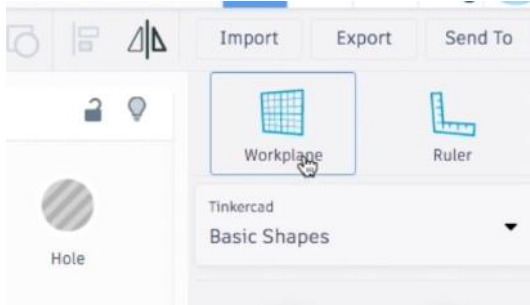 Import Export Send To
Workplane Ruler
Hole
Tinkercad
Basic Shapes